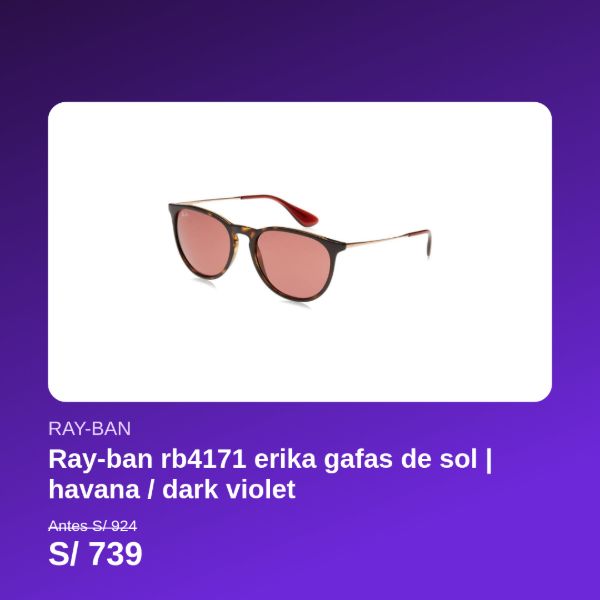 RAY-BAN
Ray-ban rb4171 erika gafas de sol |
havana / dark violet
Antes S/ 924
S/ 739